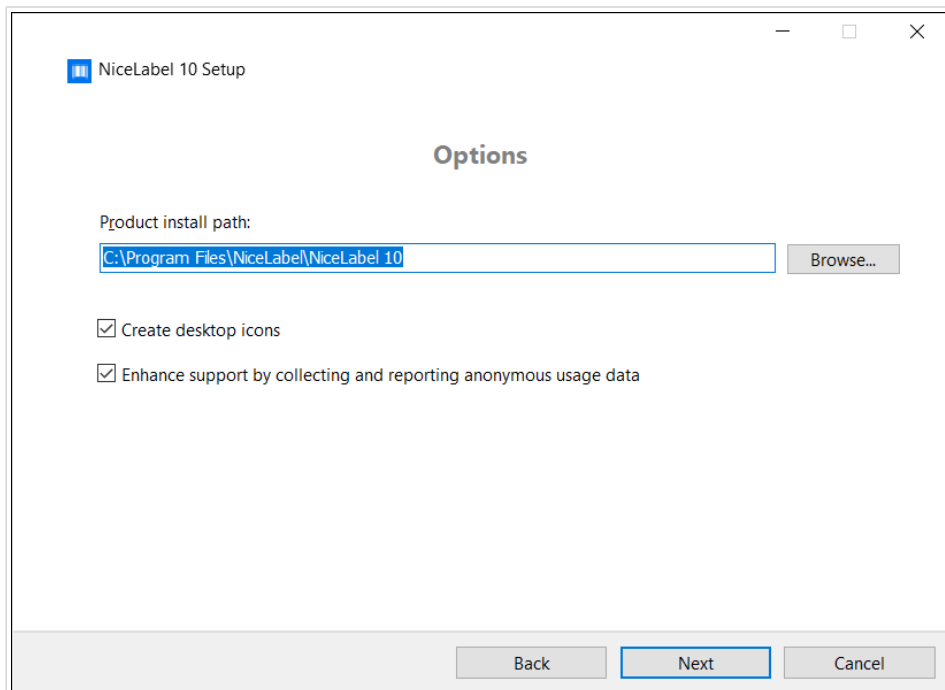 NiceLabel 10 Setup
Options
Product install path:
C:\Program Files\NiceLabel\NiceLabel 10
Browse...
Create desktop icons
Enhance support by collecting and reporting anonymous usage data
Back
Next
Cancel